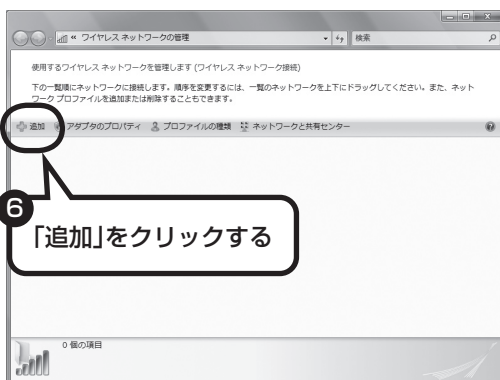 « ワイヤレス ネットワークの管理
検索
使用するワイヤレス ネットワークを管理します (ワイヤレス ネットワーク接続)
下の一覧順にネットワークに接続します。順序を変更するには、一覧のネットワークを上下にドラッグしてください。また、ネット
ワーク プロファイルを追加または削除することもできます。
追加 アダプタのプロパティ プロファイルの種類 ネットワークと共有センター
6
「追加」をクリックする
0 個の項目